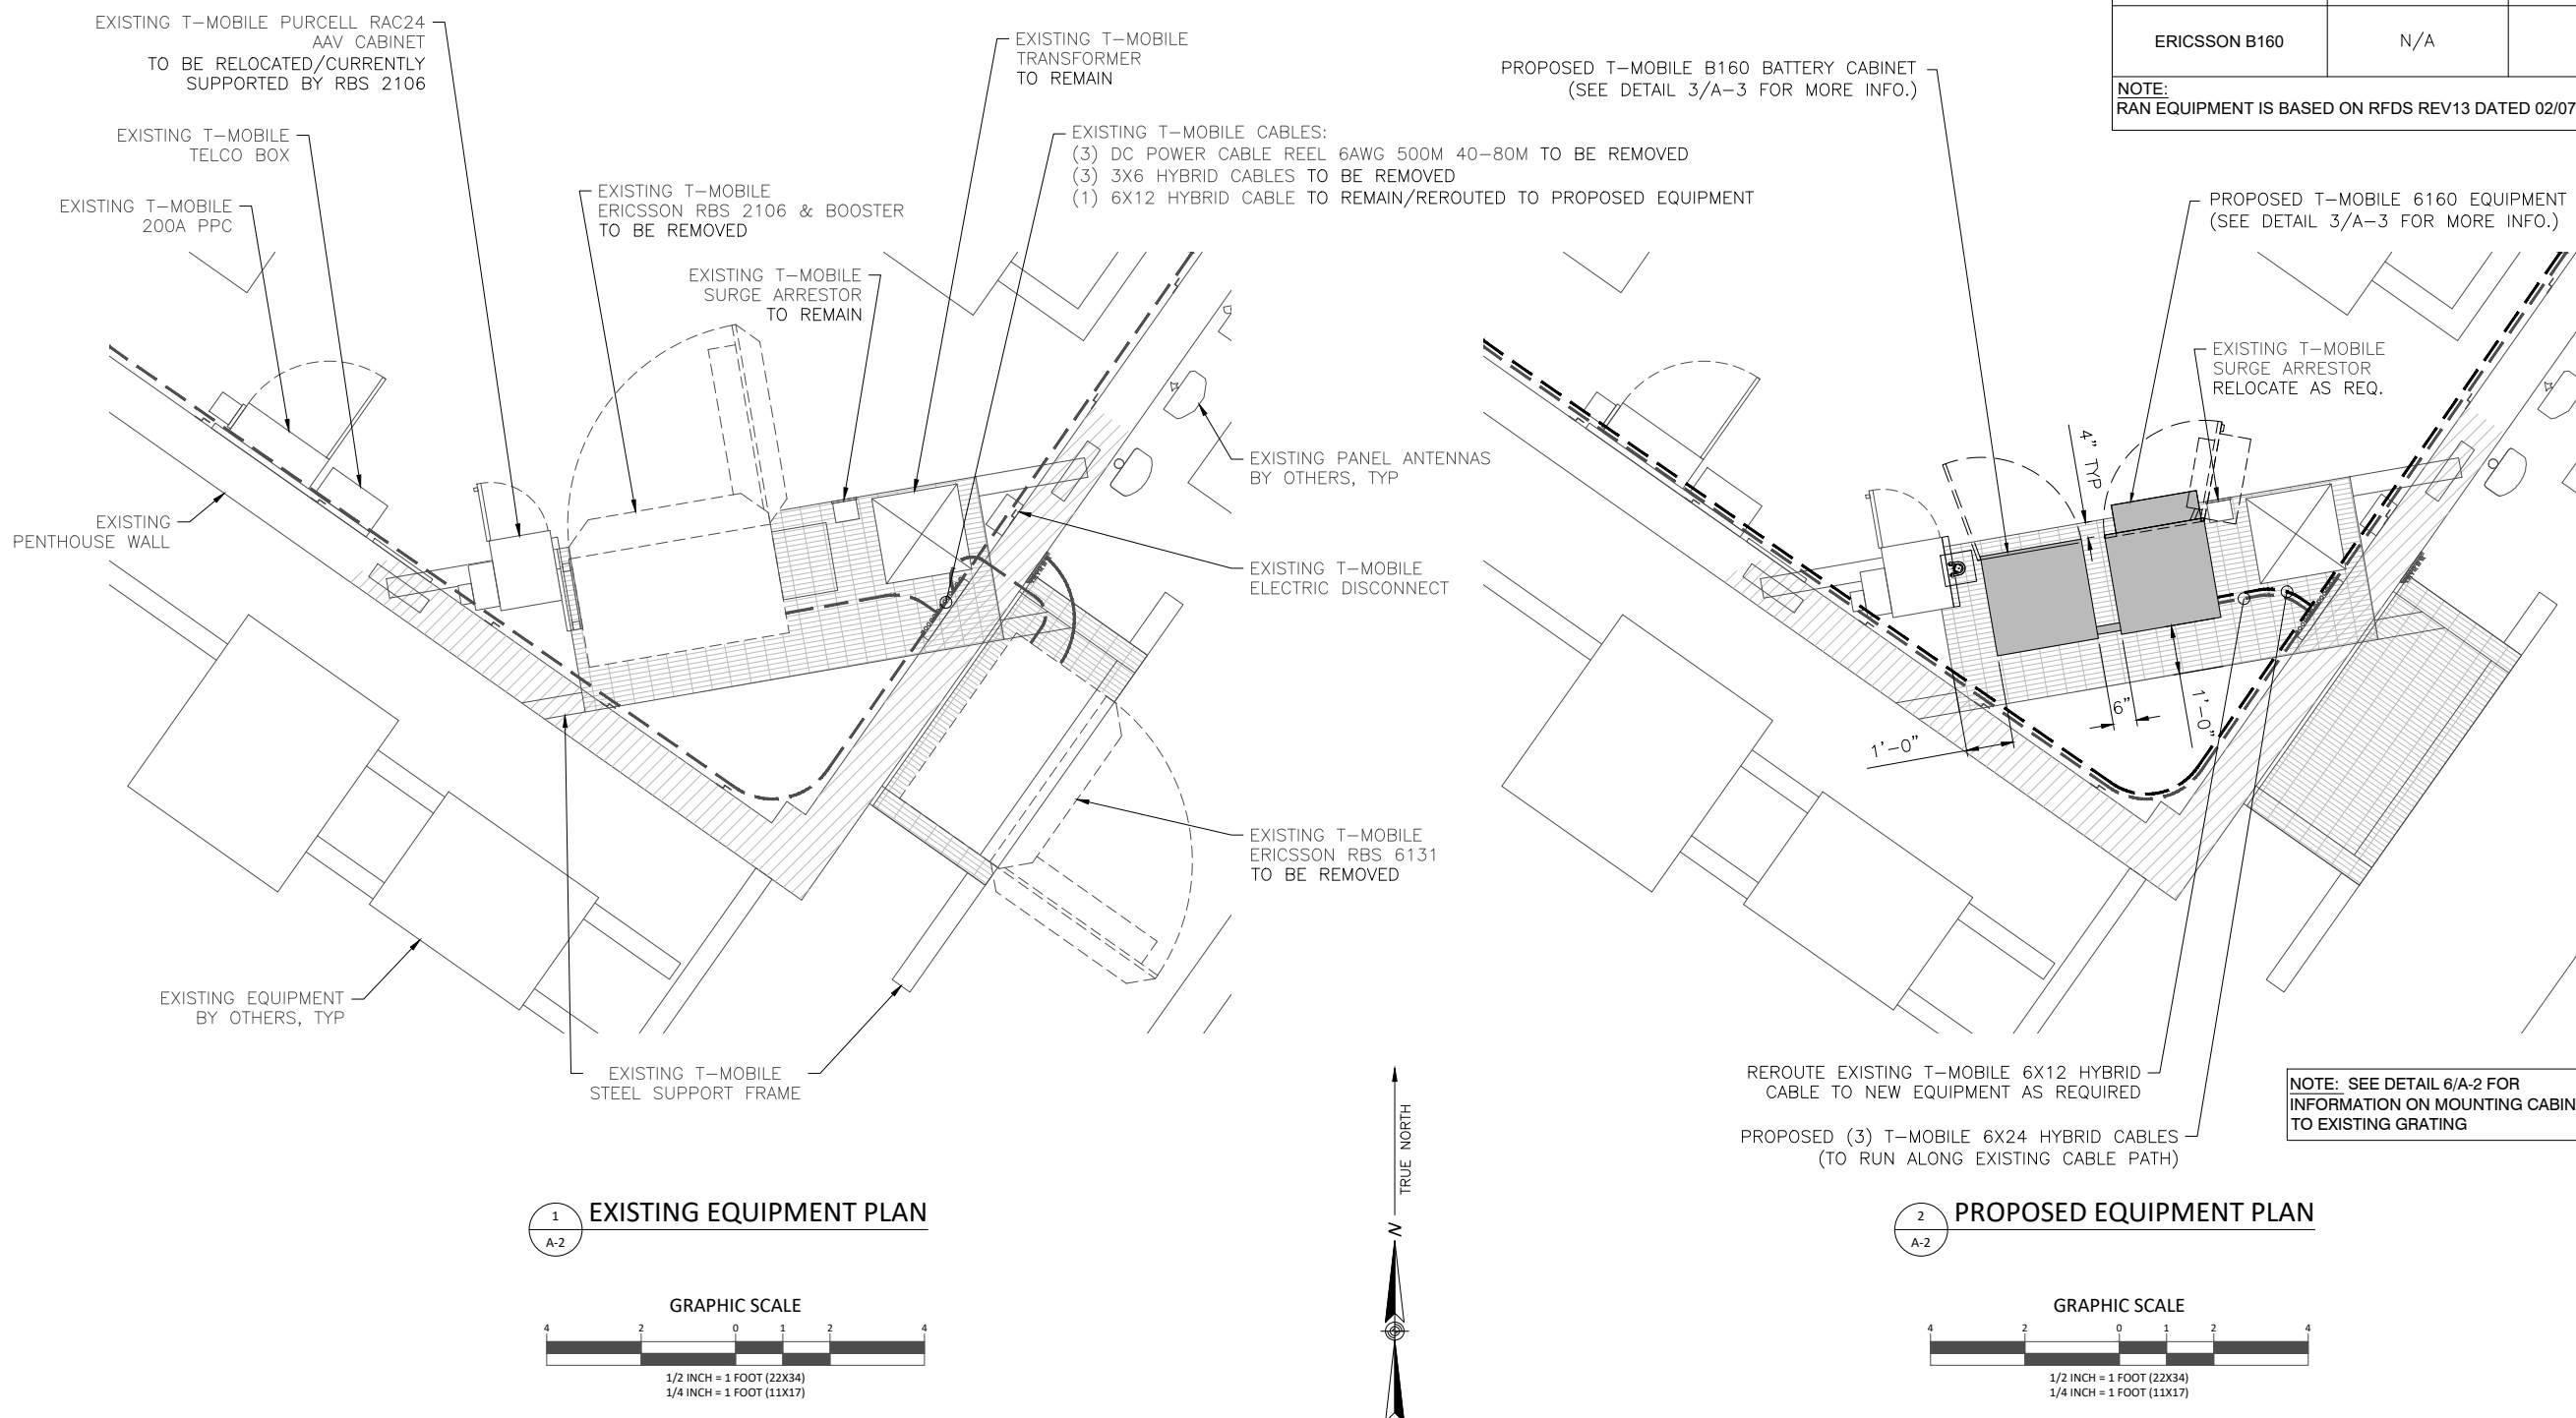 EXISTING T-MOBILE PURCELL RAC24
AAV CABINET
TO BE RELOCATED/CURRENTLY
SUPPORTED BY RBS 2106
EXISTING T-MOBILE
TELCO BOX
EXISTING T-MOBILE
200A PPC
EXISTING T-MOBILE
ERICSSON RBS 2106 & BOOSTER
TO BE REMOVED
EXISTING T-MOBILE
SURGE ARRESTOR
TO REMAIN
EXISTING T-MOBILE
TRANSFORMER
TO REMAIN
EXISTING T-MOBILE CABLES:
(3) DC POWER CABLE REEL 6AWG 500M 40-80M TO BE REMOVED
(3) 3X6 HYBRID CABLES TO BE REMOVED
(1) 6X12 HYBRID CABLE TO REMAIN/REROUTED TO PROPOSED EQUIPMENT
EXISTING PANEL ANTENNAS
BY OTHERS, TYP
EXISTING
PENTHOUSE WALL
EXISTING T-MOBILE
ELECTRIC DISCONNECT
EXISTING T-MOBILE
ERICSSON RBS 6131
TO BE REMOVED
EXISTING EQUIPMENT
BY OTHERS, TYP
EXISTING T-MOBILE
STEEL SUPPORT FRAME
1
A-2
EXISTING EQUIPMENT PLAN
GRAPHIC SCALE
4 2 0 1 2 4
1/2 INCH = 1 FOOT (22X34)
1/4 INCH = 1 FOOT (11X17)
TRUE NORTH
N
ERICSSON B160 N/A
NOTE:
RAN EQUIPMENT IS BASED ON RFDS REV13 DATED 02/07
PROPOSED T-MOBILE B160 BATTERY CABINET
(SEE DETAIL 3/A-3 FOR MORE INFO.)
PROPOSED T-MOBILE 6160 EQUIPMENT
(SEE DETAIL 3/A-3 FOR MORE INFO.)
EXISTING T-MOBILE
SURGE ARRESTOR
RELOCATE AS REQ.
4" TYP
1'-0"
6"
1'-0"
REROUTE EXISTING T-MOBILE 6X12 HYBRID
CABLE TO NEW EQUIPMENT AS REQUIRED
PROPOSED (3) T-MOBILE 6X24 HYBRID CABLES
(TO RUN ALONG EXISTING CABLE PATH)
NOTE: SEE DETAIL 6/A-2 FOR
INFORMATION ON MOUNTING CABIN
TO EXISTING GRATING
2
A-2
PROPOSED EQUIPMENT PLAN
GRAPHIC SCALE
4 2 0 1 2 4
1/2 INCH = 1 FOOT (22X34)
1/4 INCH = 1 FOOT (11X17)